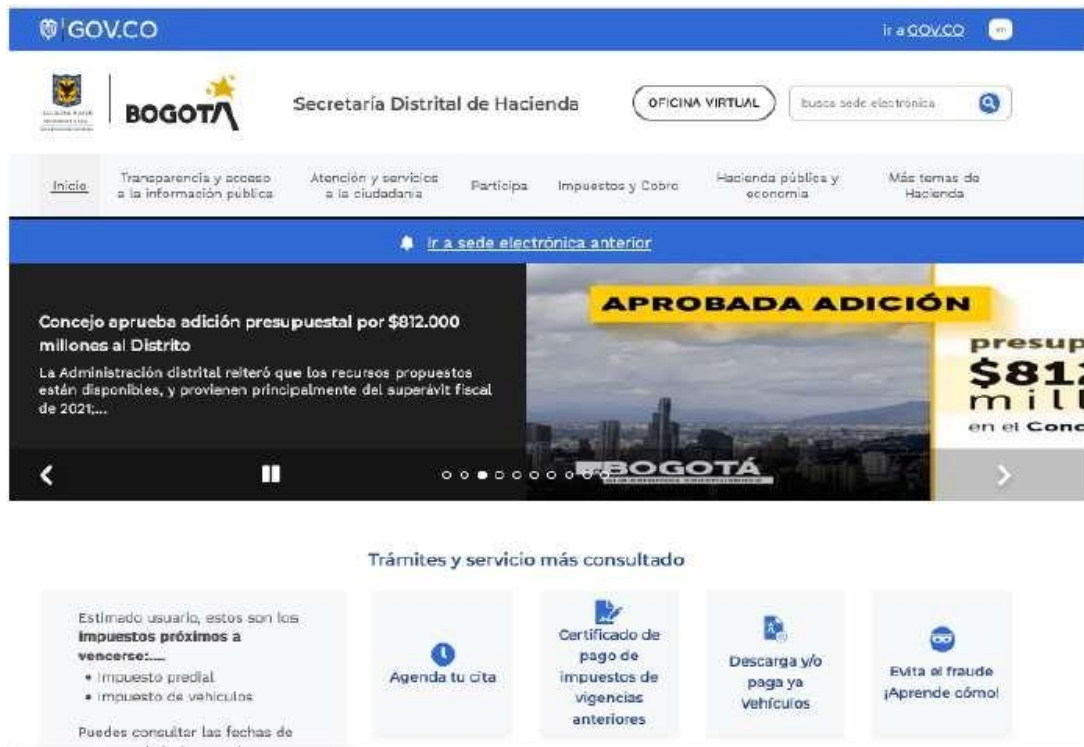 GOV.CO
Ir a GOV.CO
en
BOGOTÁ
Secretaría Distrital de Hacienda
OFICINA VIRTUAL
busca sede electrónica
Inicio
Transparencia y acceso
a la información pública
Atención y servicios
a la ciudadanía
Participa
Impuestos y Cobro
Hacienda pública y
economía
Más temas de
Hacienda
Ir a sede electrónica anterior
Concejo aprueba adición presupuestal por $812.000
millones al Distrito
La Administración distrital reiteró que los recursos propuestos
están disponibles, y provienen principalmente del superávit fiscal
de 2021;...
APROBADA ADICIÓN
presup
$812
mill
en el Conc
BOGOTÁ
Trámites y servicio más consultado
Estimado usuario, estos son los
impuestos próximos a
vencerse:....
• Impuesto predial
• Impuesto de vehículos
Puedes consultar las fechas de
Agenda tu cita
Certificado de
pago de
impuestos de
vigencias
anteriores
Descarga y/o
paga ya
Vehículos
Evita el fraude
¡Aprende cómo!